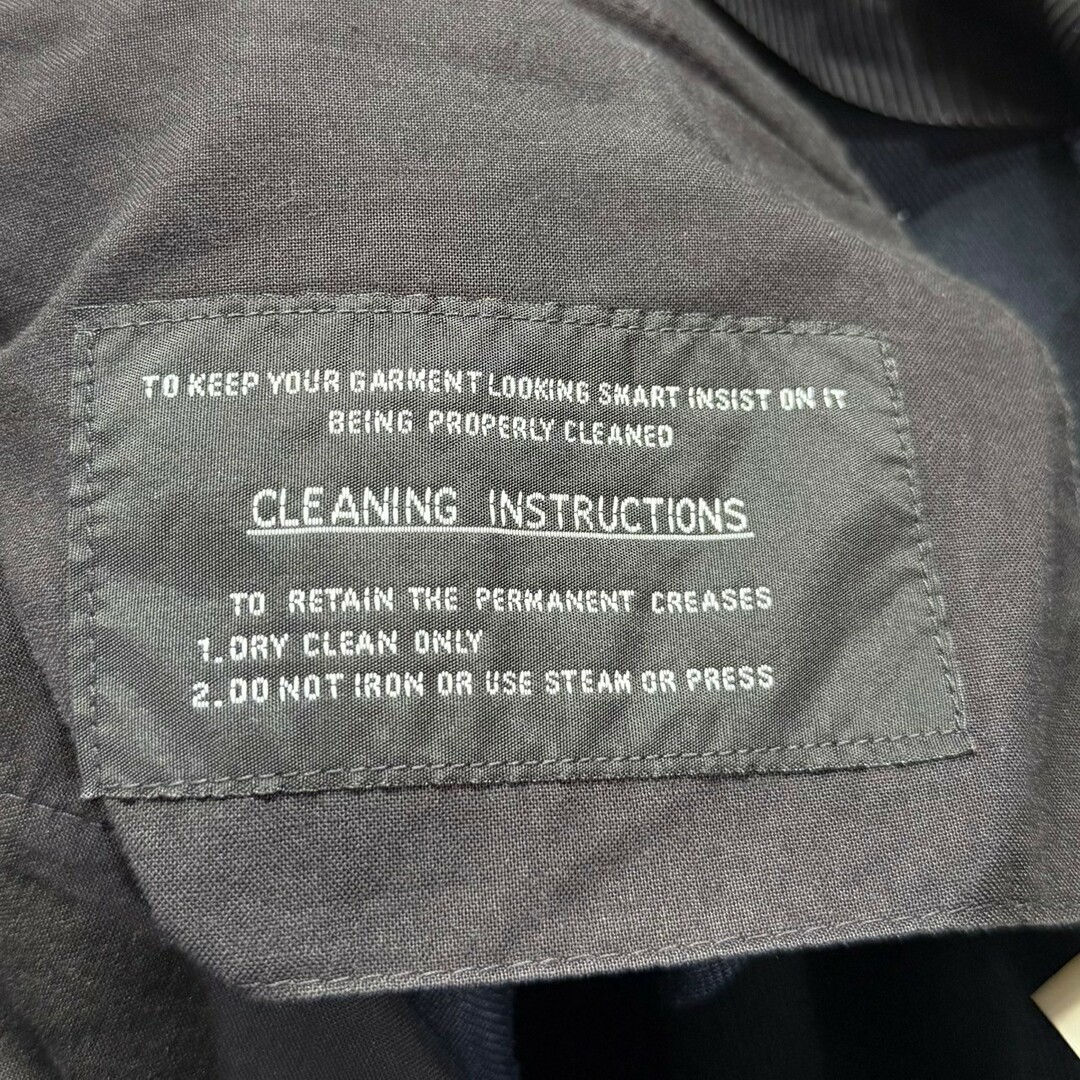 TO KEEP YOUR GARMENT LOOKING SMART INSIST ON IT
BEING PROPERLY CLEANED
CLEANING INSTRUCTIONS
TO RETAIN THE PERMANENT CREASES
1.DRY CLEAN ONLY
2.DO NOT IRON OR USE STEAM OR PRESS